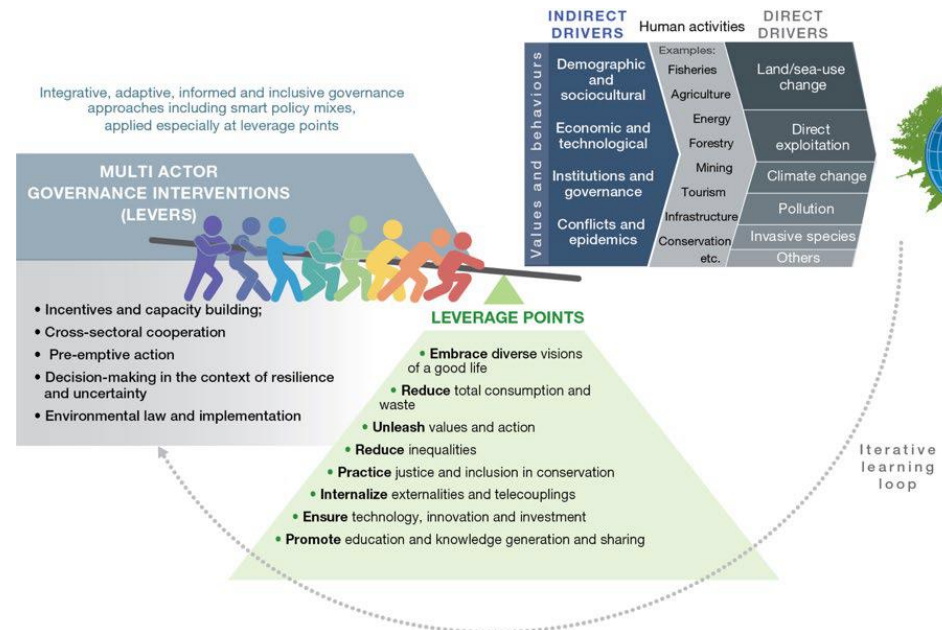 Integrative, adaptive, informed and inclusive governance
approaches including smart policy mixes,
applied especially at leverage points
MULTI ACTOR
GOVERNANCE INTERVENTIONS
(LEVERS)
• Incentives and capacity building;
• Cross-sectoral cooperation
• Pre-emptive action
• Decision-making in the context of resilience
and uncertainty
• Environmental law and implementation
INDIRECT
DRIVERS
Values and behaviours
Demographic
and
sociocultural
Economic and
technological
Institutions and
governance
Conflicts and
epidemics
Human activities
Examples:
Fisheries
Agriculture
Energy
Forestry
Mining
Tourism
Infrastructure
Conservation
etc.
DIRECT
DRIVERS
Land/sea-use
change
Direct
exploitation
Climate change
Pollution
Invasive species
Others
LEVERAGE POINTS
• Embrace diverse visions
of a good life
• Reduce total consumption and
waste
• Unleash values and action
• Reduce inequalities
• Practice justice and inclusion in conservation
• Internalize externalities and telecouplings
• Ensure technology, innovation and investment
• Promote education and knowledge generation and sharing
Iterative
learning
loop